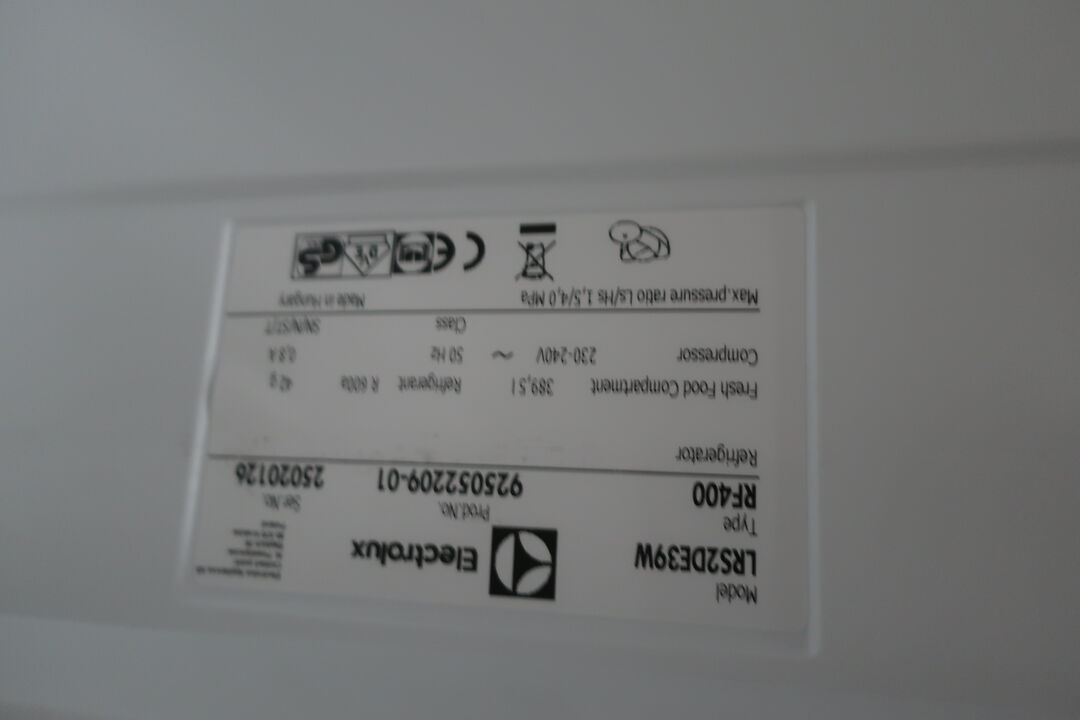 Model
LRS2DE39W
Electrolux
Type
RF400
Prod.No.
925052209-01
Ser.No.
25020126
Refrigerator
Fresh Food Compartment 389,5 l Refrigerant R 600a 42 g
Compressor 230-240V ~ 50 Hz 0,8 A
Class SN/N/ST/T
Max.pressure ratio Ls/Hs 1,5/4,0 MPa Made in Hungary
CE
GS